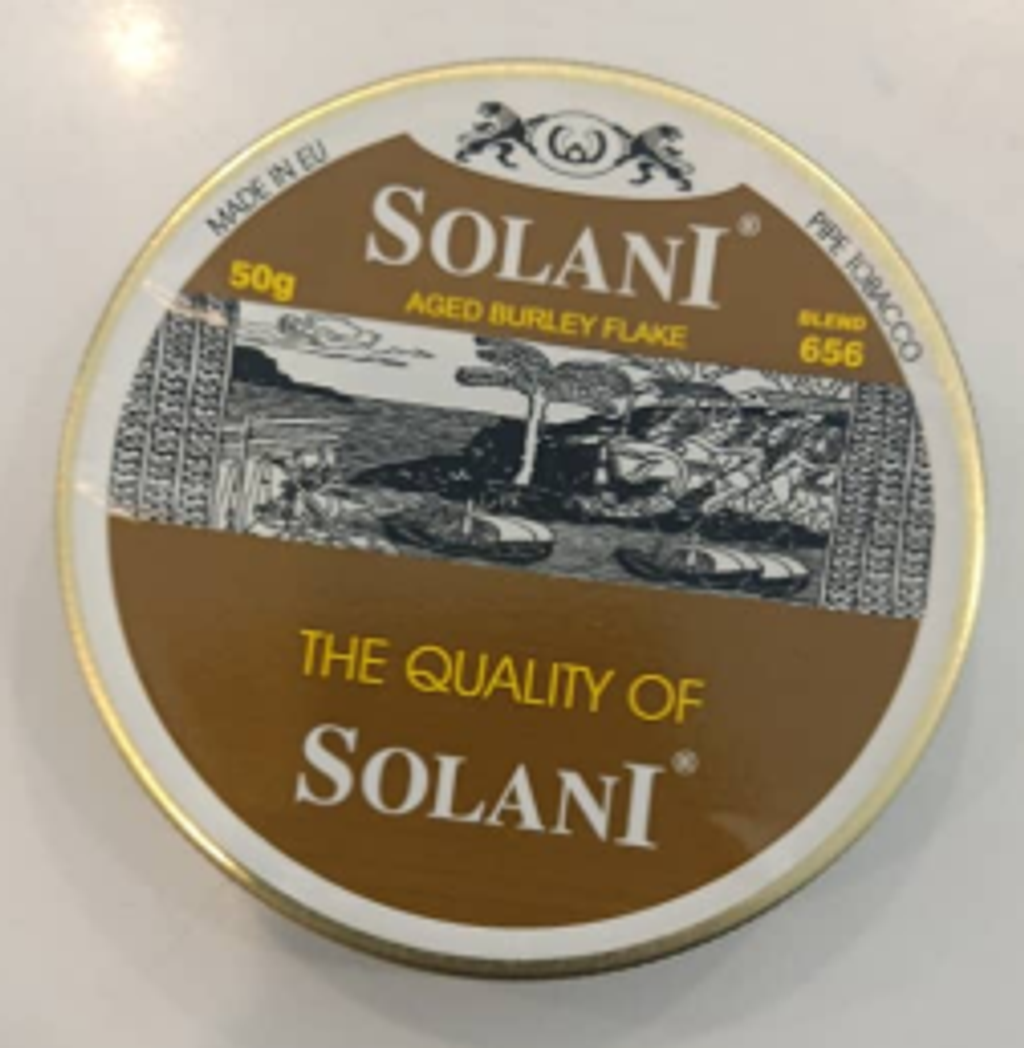 MADE IN EU
PIPE TOBACCO
SOLANI®
50g
AGED BURLEY FLAKE
BLEND
656
THE QUALITY OF
SOLANI®